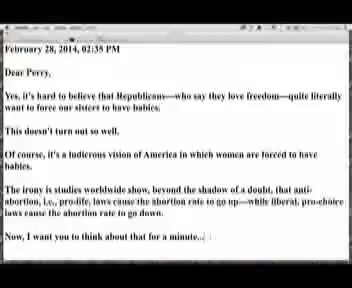 February 28, 2014, 02:35 PM
Dear Perry,
Yes, it's hard to believe that Republicans—who say they love freedom—quite literally
want to force our sisters to have babies.
This doesn't turn out so well.
Of course, it's a ludicrous vision of America in which women are forced to have
babies.
The irony is studies worldwide show, beyond the shadow of a doubt, that anti-
abortion, i.e., pro-life, laws cause the abortion rate to go up—while liberal, pro-choice
laws cause the abortion rate to go down.
Now, I want you to think about that for a minute...